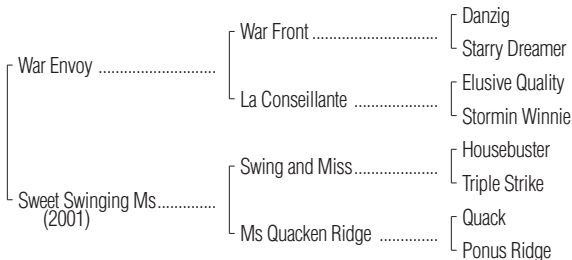 Danzig
War Front ....................
Starry Dreamer
War Envoy ...........................
Elusive Quality
La Conseillante ...................
Stormin Winnie
Housebuster
Swing and Miss...................
Triple Strike
Sweet Swinging Ms.............
(2001)
Quack
Ms Quacken Ridge .............
Ponus Ridge